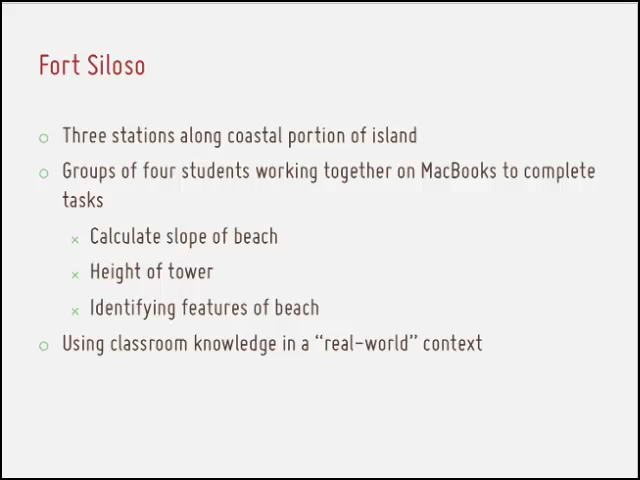 Fort Siloso
Three stations along coastal portion of island
Groups of four students working together on MacBooks to complete
tasks
Calculate slope of beach
Height of tower
Identifying features of beach
Using classroom knowledge in a “real-world” context